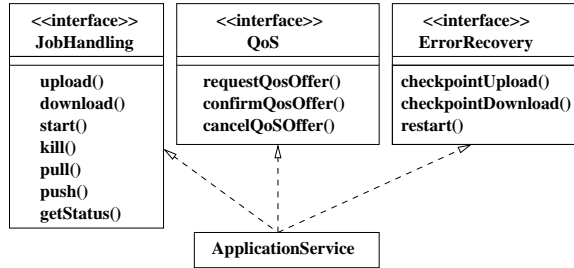 <<interface>>
JobHandling
upload()
download()
start()
kill()
pull()
push()
getStatus()
<<interface>>
QoS
requestQosOffer()
confirmQosOffer()
cancelQoSOffer()
<<interface>>
ErrorRecovery
checkpointUpload()
checkpointDownload()
restart()
ApplicationService